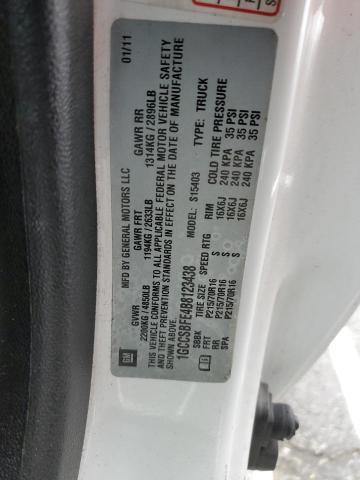 MFD BY GENERAL MOTORS LLC 01/11
GVWR GAWR FRT GAWR RR
2200KG / 4850LB 1194KG / 2633LB 1314KG / 2896LB
THIS VEHICLE CONFORMS TO ALL APPLICABLE FEDERAL MOTOR VEHICLE SAFETY
AND THEFT PREVENTION STANDARDS IN EFFECT ON THE DATE OF MANUFACTURE
SHOWN ABOVE.
1GCCSBFE4B8123438 MODEL: S15403 TYPE: TRUCK
SBBK TIRE SIZE SPEED RTG RIM COLD TIRE PRESSURE
FRT P215/70R16 S 16X6J 240 KPA 35 PSI
RR P215/70R16 S 16X6J 240 KPA 35 PSI
SPA P215/70R16 S 16X6J 240 KPA 35 PSI
GM